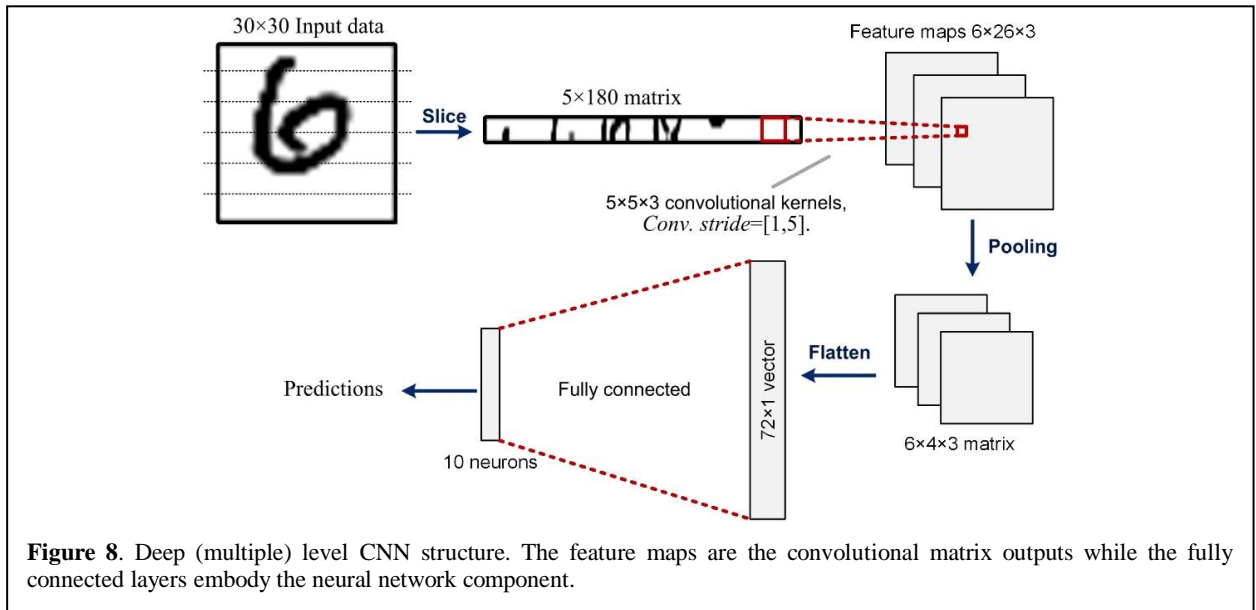 30×30 Input data
Slice
5×180 matrix
5×5×3 convolutional kernels,
Conv. stride=[1,5].
Feature maps 6×26×3
Pooling
6×4×3 matrix
Flatten
72×1 vector
Fully connected
10 neurons
Predictions
Figure 8. Deep (multiple) level CNN structure. The feature maps are the convolutional matrix outputs while the fully
connected layers embody the neural network component.